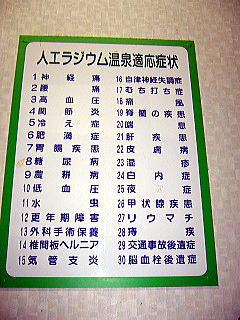 人工ラジウム温泉適応症状
1 神経痛
2 腰痛
3 高血圧
4 関節炎
5 冷え症
6 肥満症
7 胃腸疾患
8 糖尿病
9 農耕病
10 低血圧
11 水虫
12 更年期障害
13 外科手術保養
14 椎間板ヘルニア
15 気管支炎
16 自律神経失調症
17 むち打ち症
18 痛風
19 脊髄の疾患
20 喘息
21 肝疾患
22 皮膚病
23 湿疹
24 白内症
25 夜症
26 甲状腺疾患
27 リウマチ
28 痔疾
29 交通事故後遺症
30 脳血栓後遺症